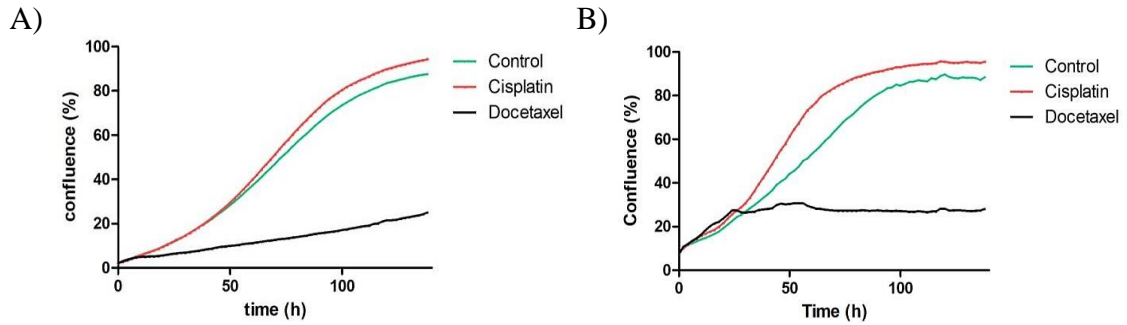 A)
100
80
60
40
20
0
confluence (%)
0 50 100
time (h)
Control
Cisplatin
Docetaxel
B)
100
80
60
40
20
0
Confluence (%)
0 50 100
Time (h)
Control
Cisplatin
Docetaxel